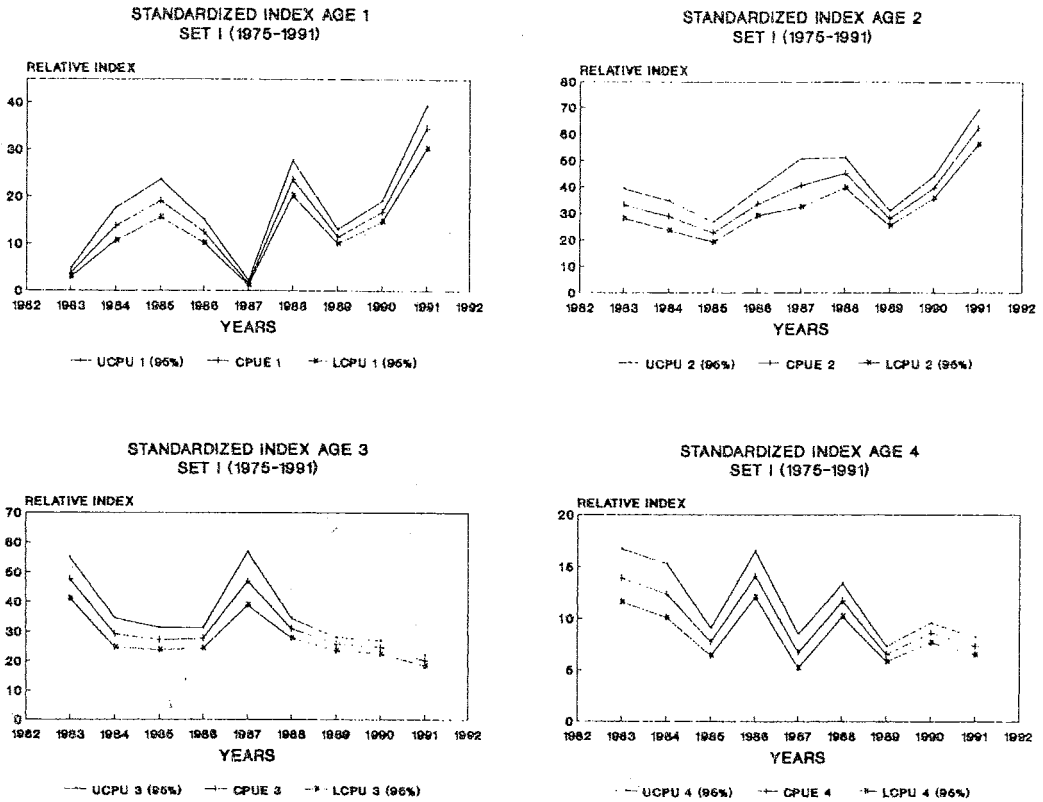 STANDARDIZED INDEX AGE 1
SET I (1975-1991)
RELATIVE INDEX
40
30
20
10
0
1982 1983 1984 1985 1986 1987 1988 1989 1990 1991 1992
YEARS
UCPU 1 (95%) CPUE 1 LCPU 1 (95%)
STANDARDIZED INDEX AGE 2
SET I (1975-1991)
RELATIVE INDEX
80
70
60
50
40
30
20
10
0
1982 1983 1984 1985 1986 1987 1988 1989 1990 1991 1992
YEARS
UCPU 2 (95%) CPUE 2 LCPU 2 (95%)
STANDARDIZED INDEX AGE 3
SET I (1975-1991)
RELATIVE INDEX
70
60
50
40
30
20
10
0
1982 1983 1984 1985 1986 1987 1988 1989 1990 1991 1992
YEARS
UCPU 3 (95%) CPUE 3 LCPU 3 (95%)
STANDARDIZED INDEX AGE 4
SET I (1975-1991)
RELATIVE INDEX
20
15
10
5
0
1982 1983 1984 1985 1986 1987 1988 1989 1990 1991 1992
YEARS
UCPU 4 (95%) CPUE 4 LCPU 4 (95%)